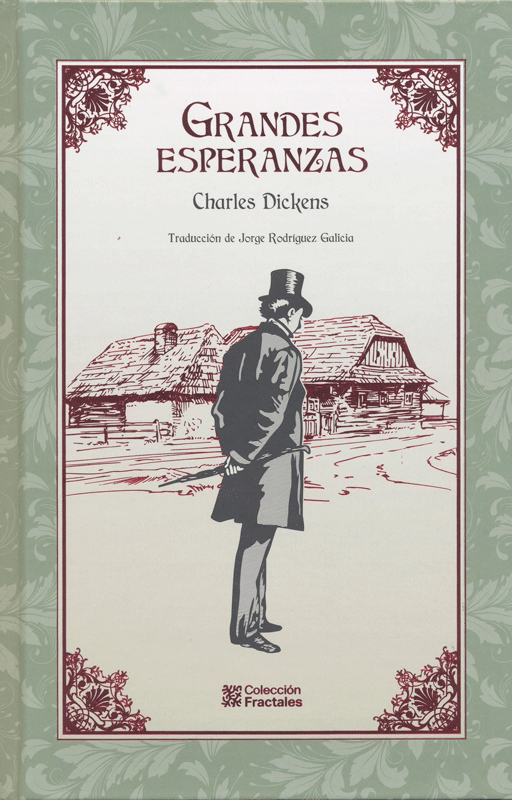 GRANDES
ESPERANZAS
Charles Dickens
Traducción de Jorge Rodríguez Galicia
Colección
Fractales